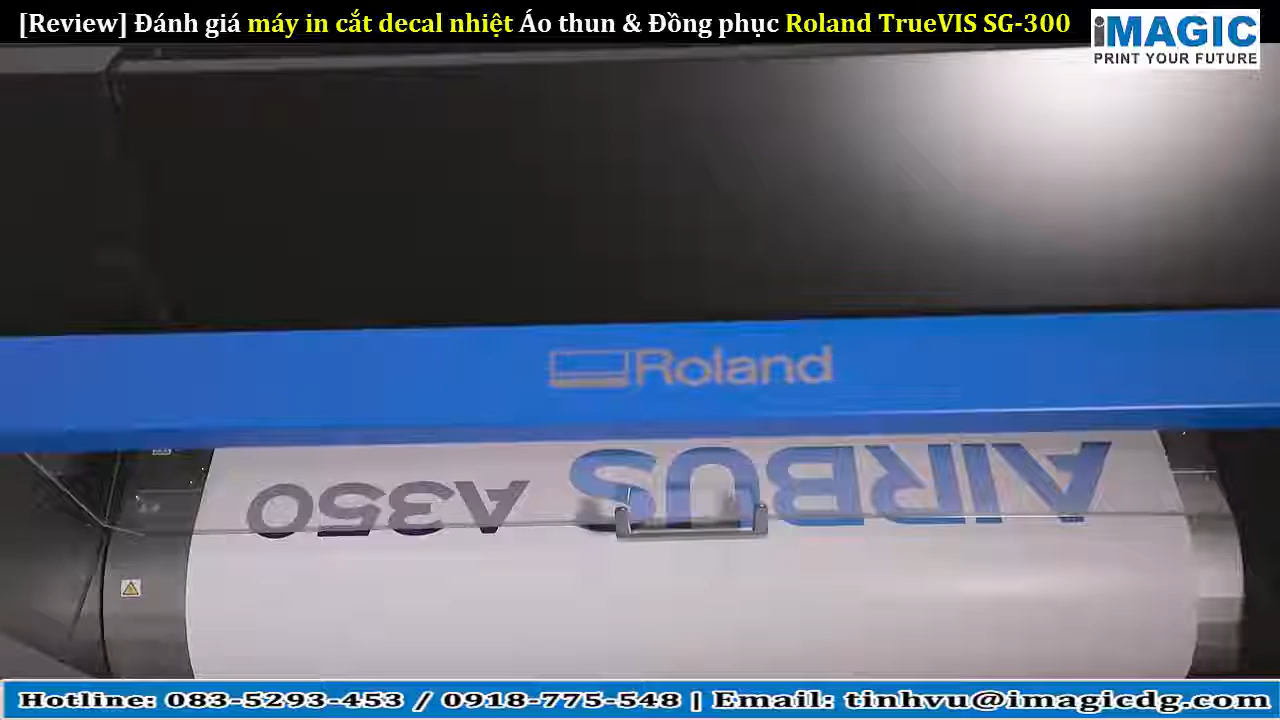 [Review] Đánh giá máy in cắt decal nhiệt Áo thun & Đồng phục Roland TrueVIS SG-300
iMAGIC
PRINT YOUR FUTURE
Roland
AIRBUS
A350
Hotline: 083-5293-453 / 0918-775-548 | Email: tinhvu@imagicdg.com